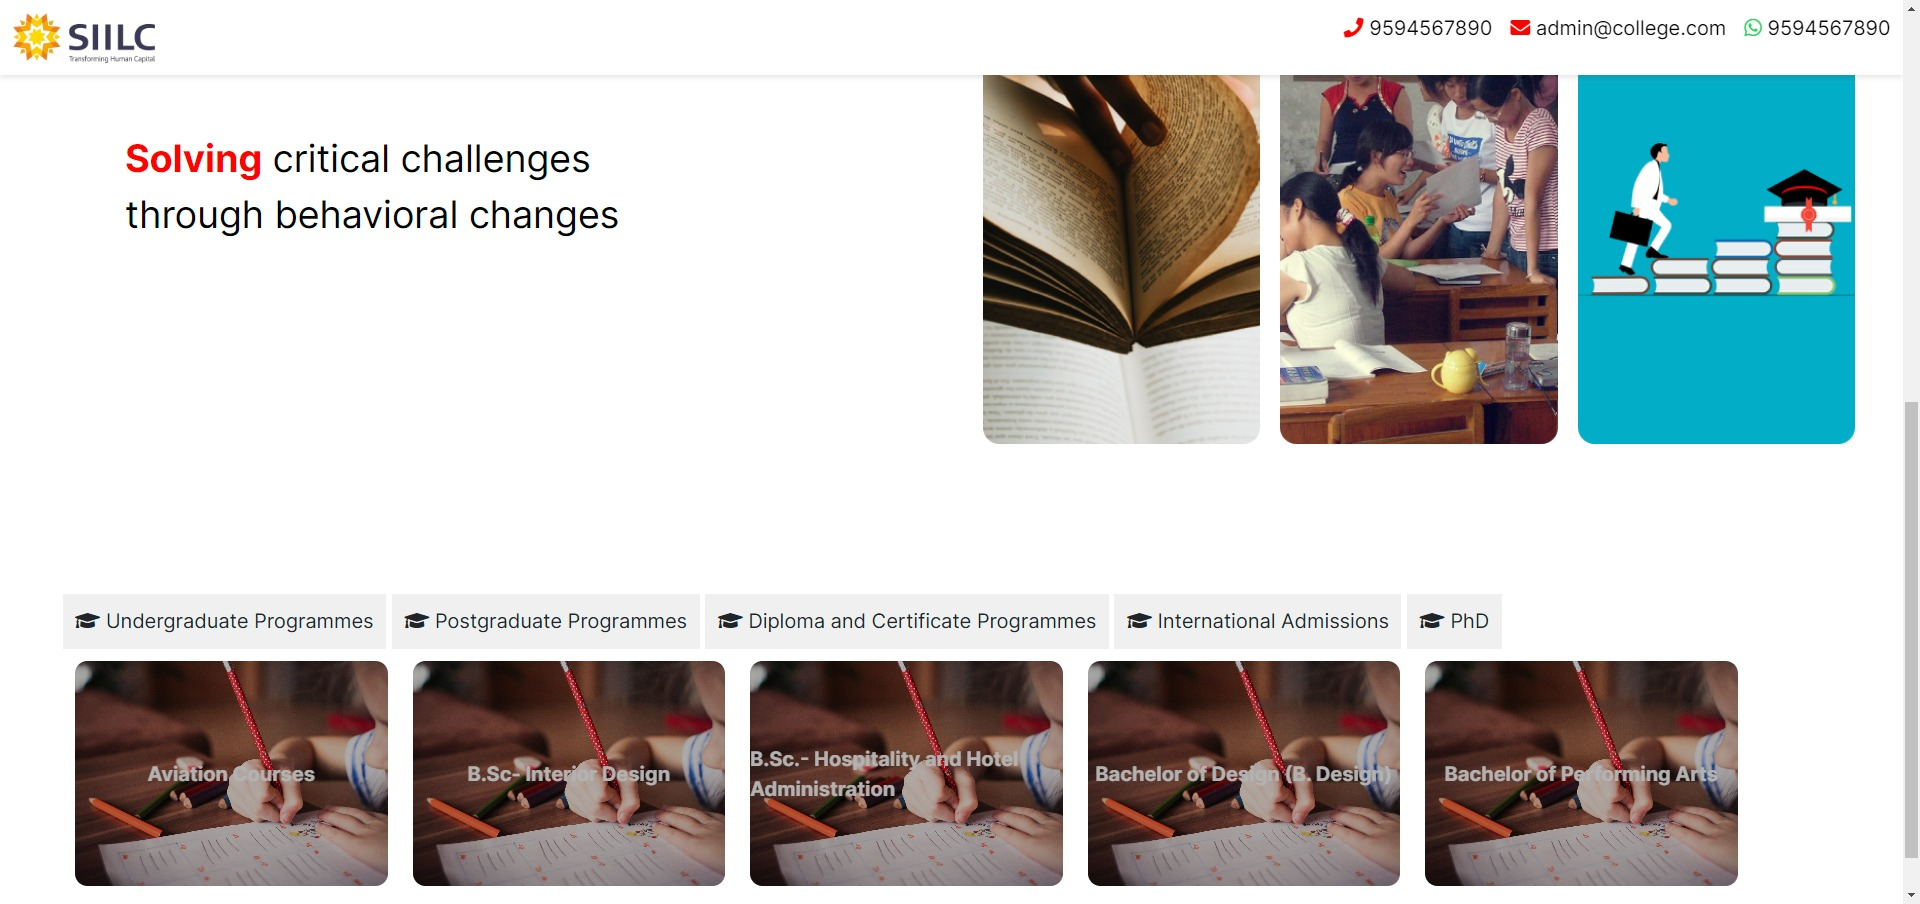 SIILC
Transforming Human Capital
9594567890 admin@college.com 9594567890
Solving critical challenges
through behavioral changes
Undergraduate Programmes Postgraduate Programmes Diploma and Certificate Programmes International Admissions PhD
Aviation Courses
B.Sc- Interior Design
B.Sc.- Hospitality and Hotel
Administration
Bachelor of Design (B. Design)
Bachelor of Performing Arts